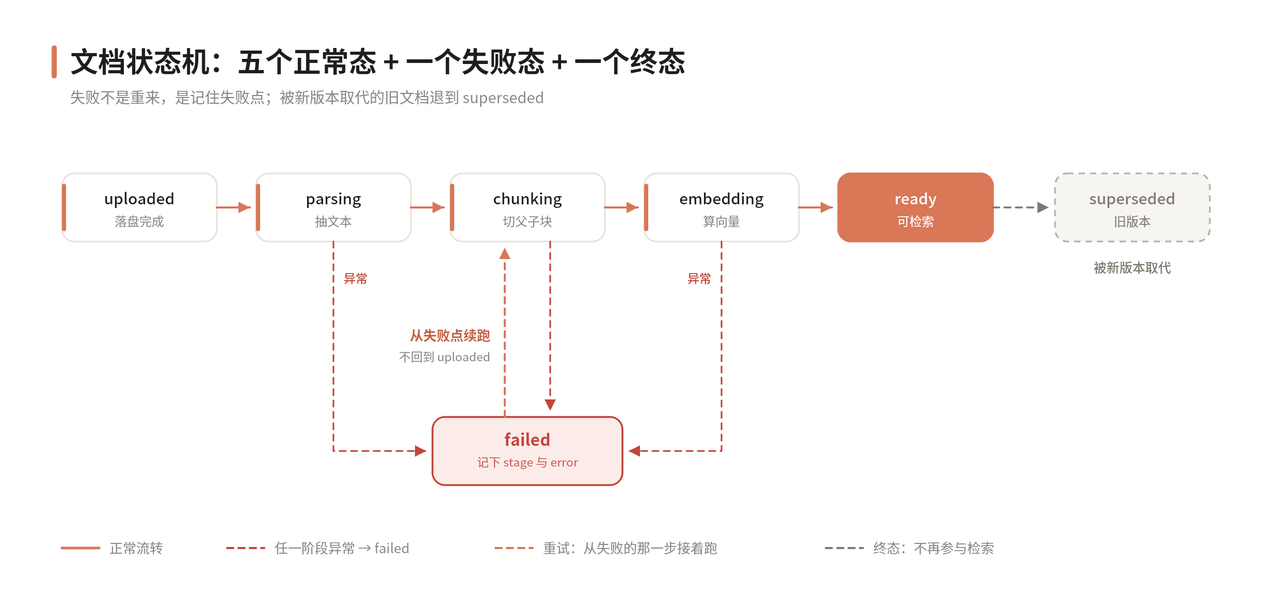 文档状态机：五个正常态 + 一个失败态 + 一个终态
失败不是重来，是记住失败点；被新版本取代的旧文档退到 superseded
uploaded
落盘完成
parsing
抽文本
chunking
切父子块
embedding
算向量
ready
可检索
superseded
旧版本
被新版本取代
异常
异常
从失败点续跑
不回到 uploaded
failed
记下 stage 与 error
正常流转
任一阶段异常 → failed
重试：从失败的那一步接着跑
终态：不再参与检索